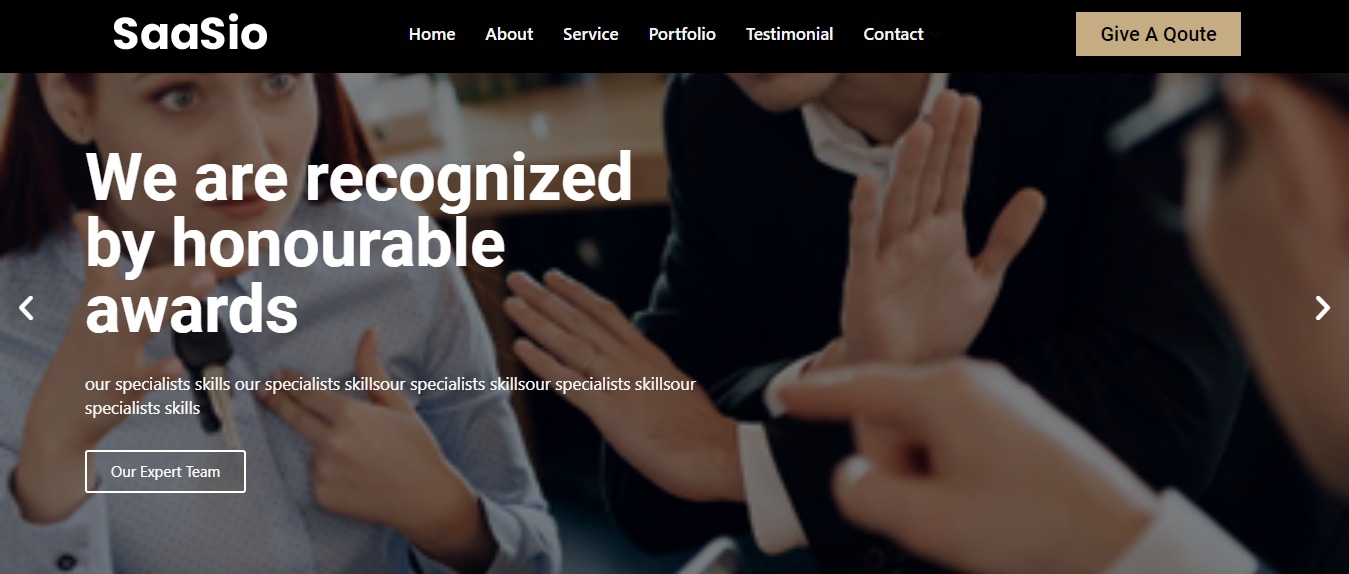 SaaSio
Home About Service Portfolio Testimonial Contact
Give A Qoute
We are recognized
by honourable
awards
our specialists skills our specialists skillsour specialists skillsour specialists skillsour
specialists skills
Our Expert Team